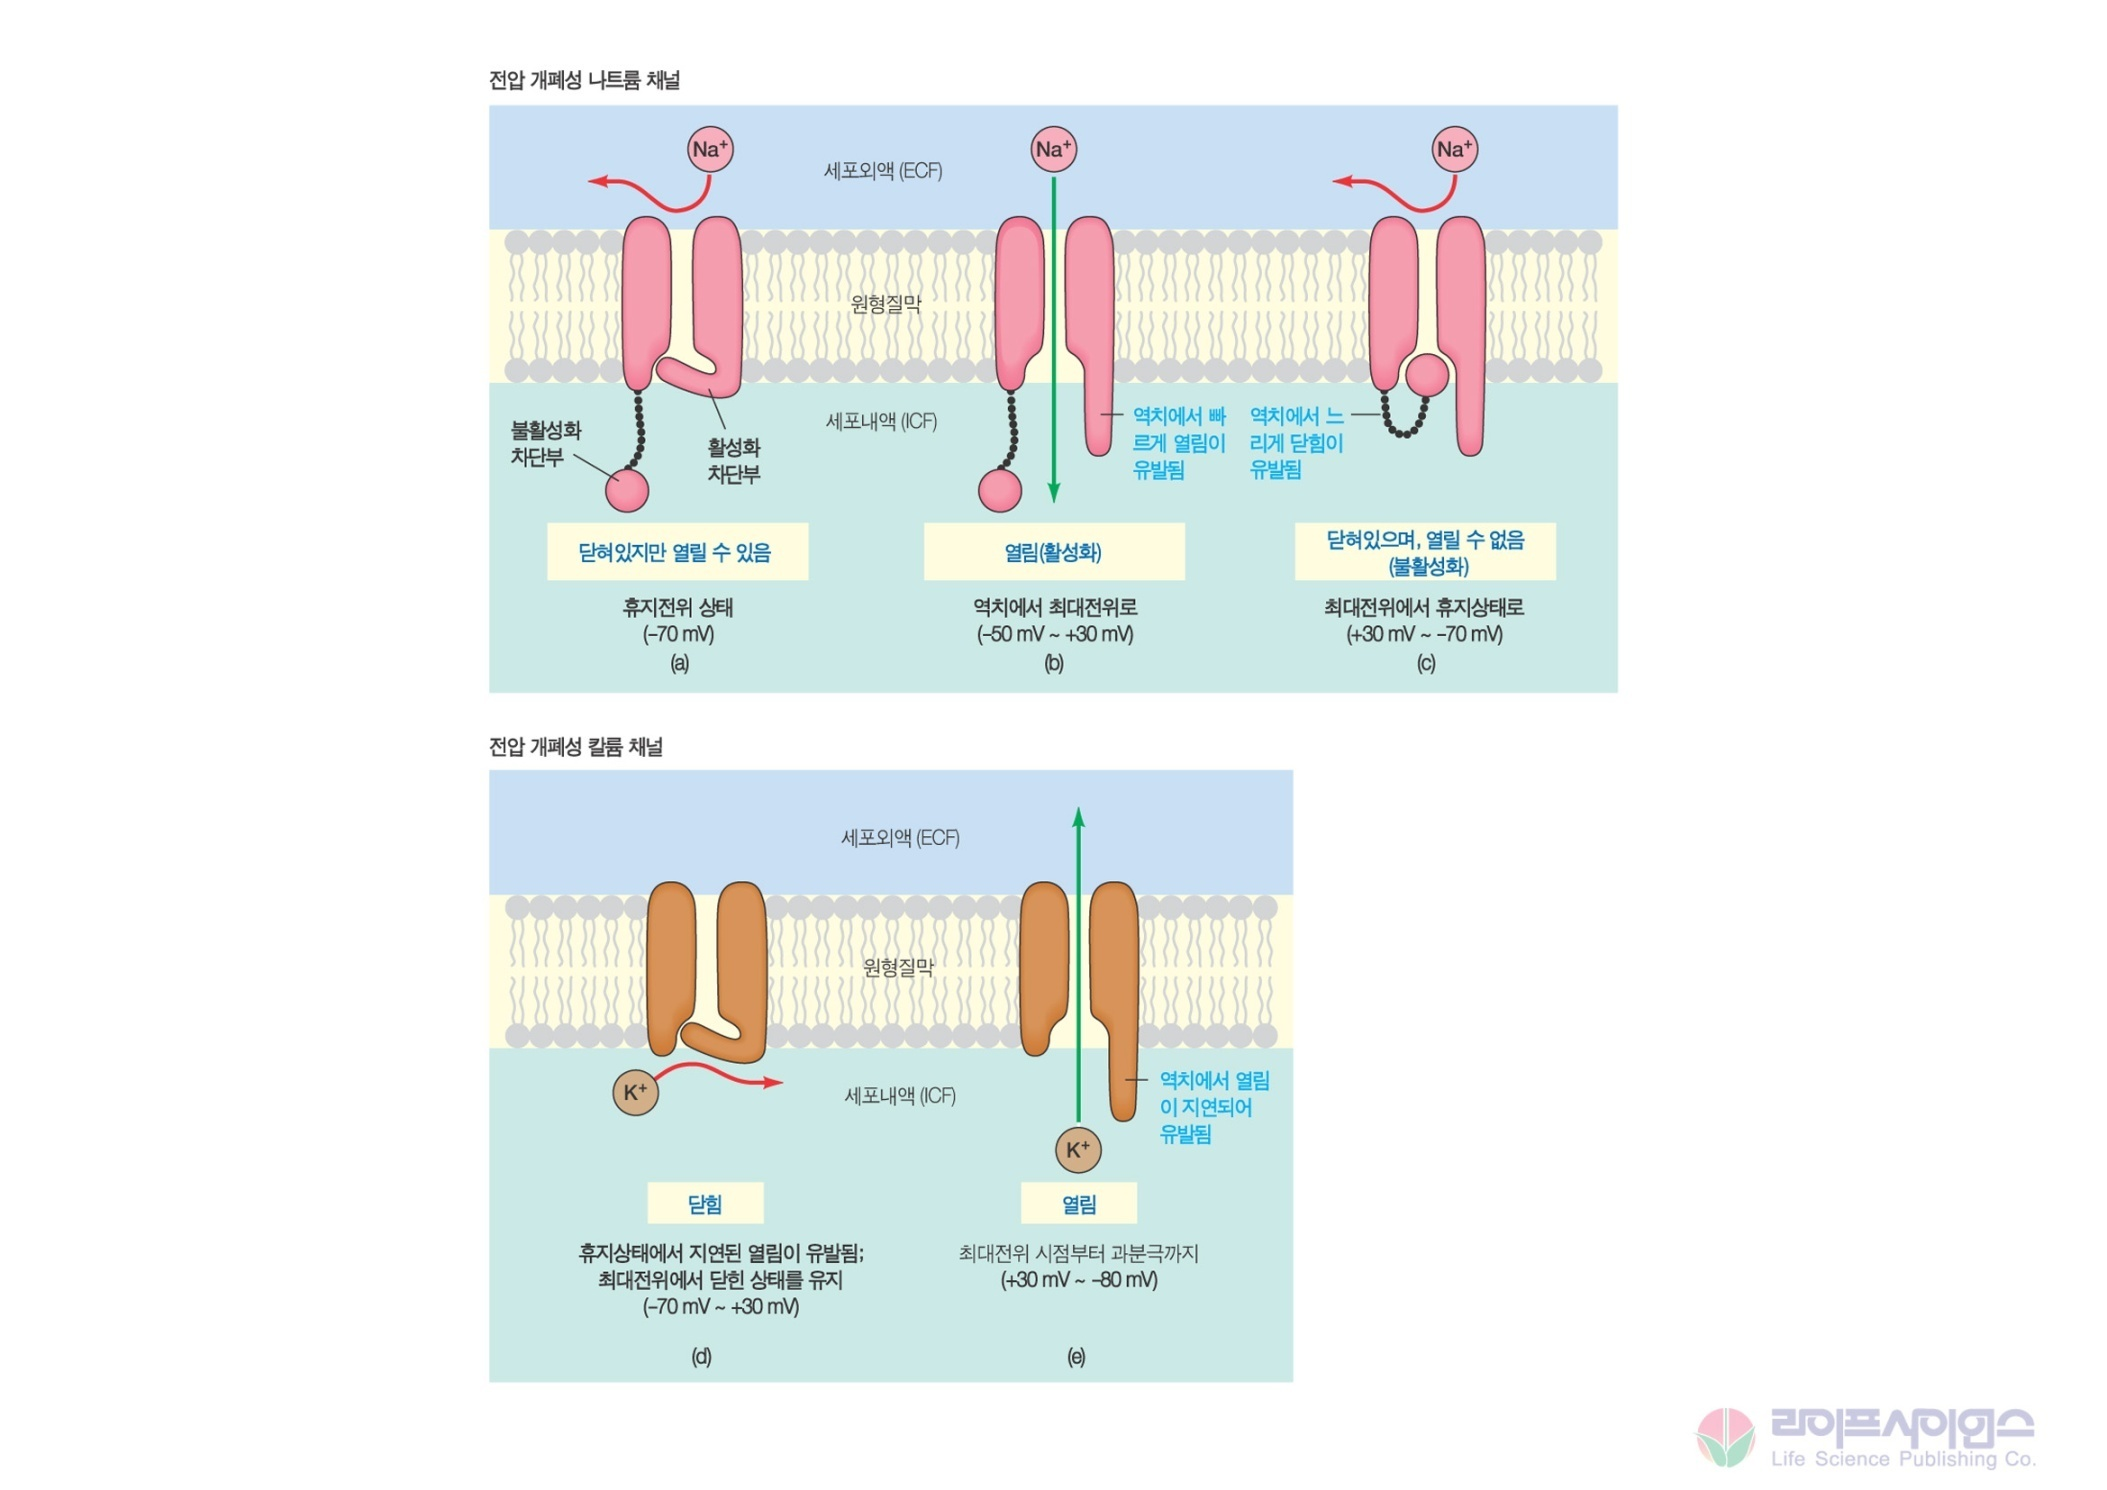 전압 개폐성 나트륨 채널
Na+
Na+
Na+
세포외액 (ECF)
원형질막
세포내액 (ICF)
불활성화
차단부
활성화
차단부
역치에서 빠
르게 열림이
유발됨
역치에서 느
리게 닫힘이
유발됨
닫혀있지만 열릴 수 있음
열림(활성화)
닫혀있으며, 열릴 수 없음
(불활성화)
휴지전위 상태
(–70 mV)
(a)
역치에서 최대전위로
(–50 mV ~ +30 mV)
(b)
최대전위에서 휴지상태로
(+30 mV ~ –70 mV)
(c)
전압 개폐성 칼륨 채널
세포외액 (ECF)
원형질막
세포내액 (ICF)
K+
K+
역치에서 열림
이 지연되어
유발됨
닫힘
열림
휴지상태에서 지연된 열림이 유발됨;
최대전위에서 닫힌 상태를 유지
(–70 mV ~ +30 mV)
(d)
최대전위 시점부터 과분극까지
(+30 mV ~ –80 mV)
(e)
라이프사이언스
Life Science Publishing Co.